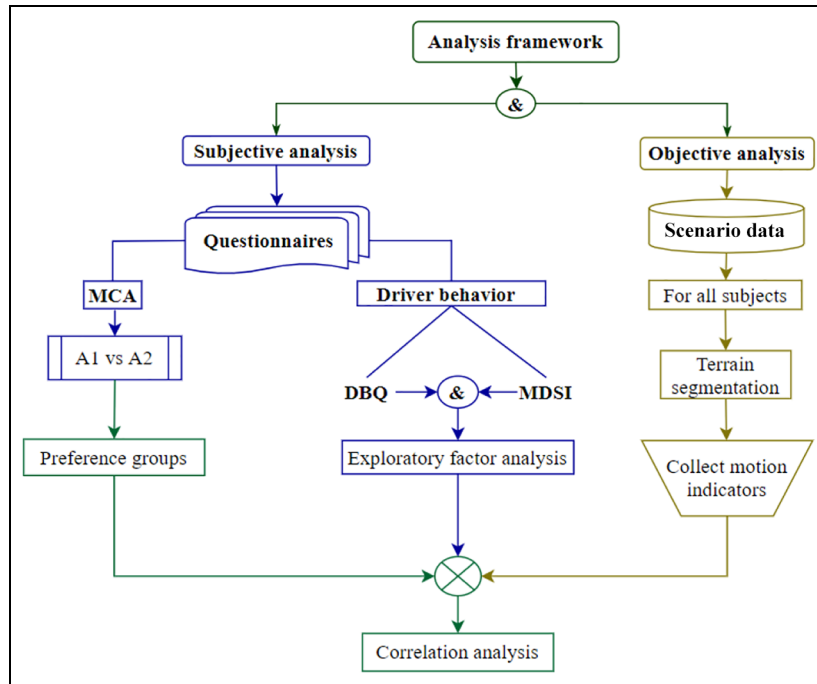 Analysis framework
&
Subjective analysis
Objective analysis
Questionnaires
Scenario data
MCA
Driver behavior
For all subjects
A1 vs A2
Terrain
segmentation
DBQ
&
MDSI
Preference groups
Exploratory factor analysis
Collect motion
indicators
Correlation analysis